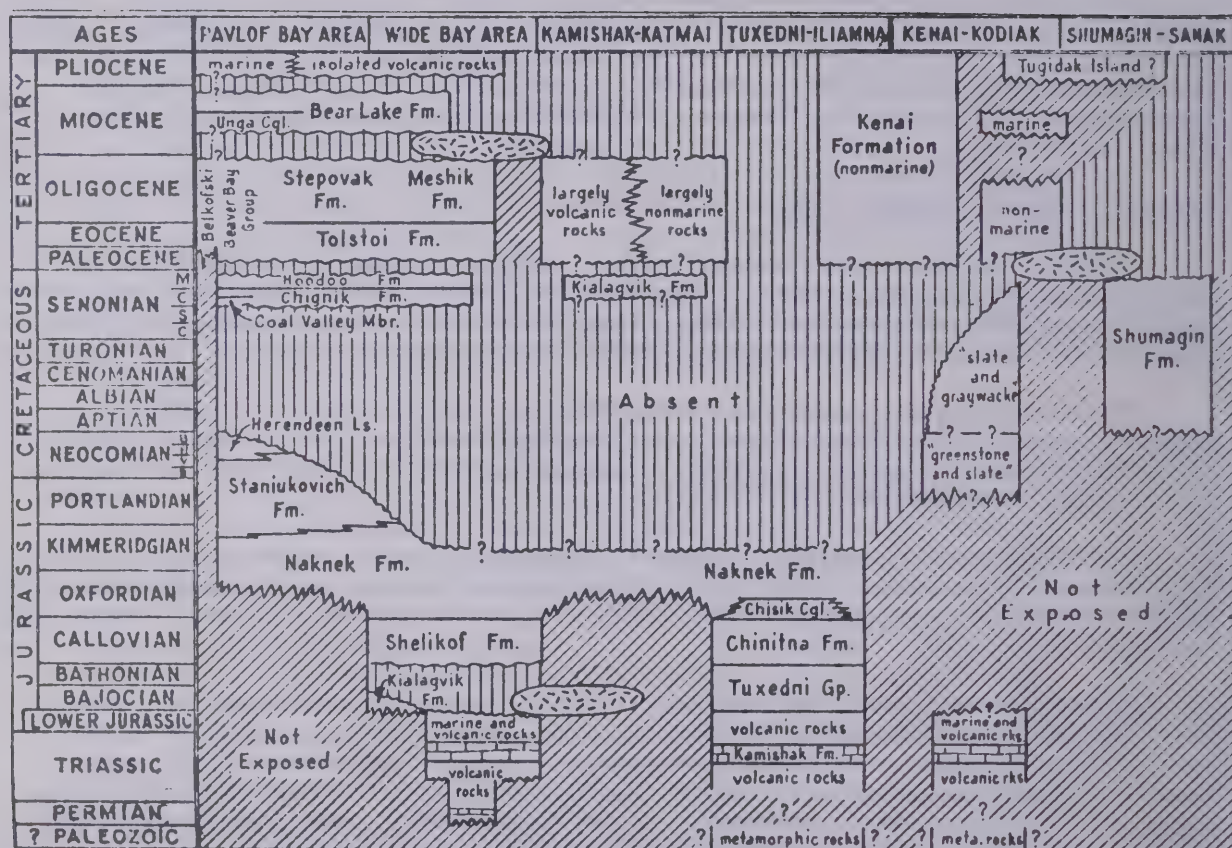 AGES
PAVLOF BAY AREA
WIDE BAY AREA
KAMISHAK-KATMAI
TUXEDNI-ILIAMNA
KENAI-KODIAK
SHUMAGIN-SANAK
TERTIARY
CRETACEOUS
JURASSIC
PLIOCENE
MIOCENE
OLIGOCENE
EOCENE
PALEOCENE
SENONIAN
M
C
S
C
TURONIAN
CENOMANIAN
ALBIAN
APTIAN
NEOCOMIAN
PORTLANDIAN
KIMMERIDGIAN
OXFORDIAN
CALLOVIAN
BATHONIAN
BAJOCIAN
LOWER JURASSIC
TRIASSIC
PERMIAN
? PALEOZOIC
marine
isolated volcanic rocks
Tugidak Island ?
?
Bear Lake Fm.
Unga Cgl.
?
Kenai
Formation
(nonmarine)
marine
?
?
? ?
Belkofski
Beaver Bay
Group
Stepovak
Fm.
Meshik
Fm.
largely
volcanic
rocks
largely
nonmarine
rocks
non-
marine
Tolstoi Fm.
?
? ? ? ? ?
Hoodoo Fm
Chignik Fm.
Coal Valley Mbr.
Kialagvik Fm
? ?
?
Shumagin
Fm.
"slate
and
graywacke"
Absent
Herendeen Ls.
? ?
?
"greenstone
and slate"
?
Staniukovich
Fm.
? ? ? ? ?
Naknek Fm.
Naknek Fm.
Not
Exposed
Chisik Cgl.
Shelikof Fm.
Chinitna Fm.
Kialagvik
Fm.
Tuxedni Gp.
marine and
volcanic rocks
volcanic rocks
?
marine and
volcanic rks
Not
Exposed
Kamishak Fm.
volcanic
rocks
volcanic rocks
volcanic rks
? ?
? metamorphic rocks ?
? meta. rocks ?